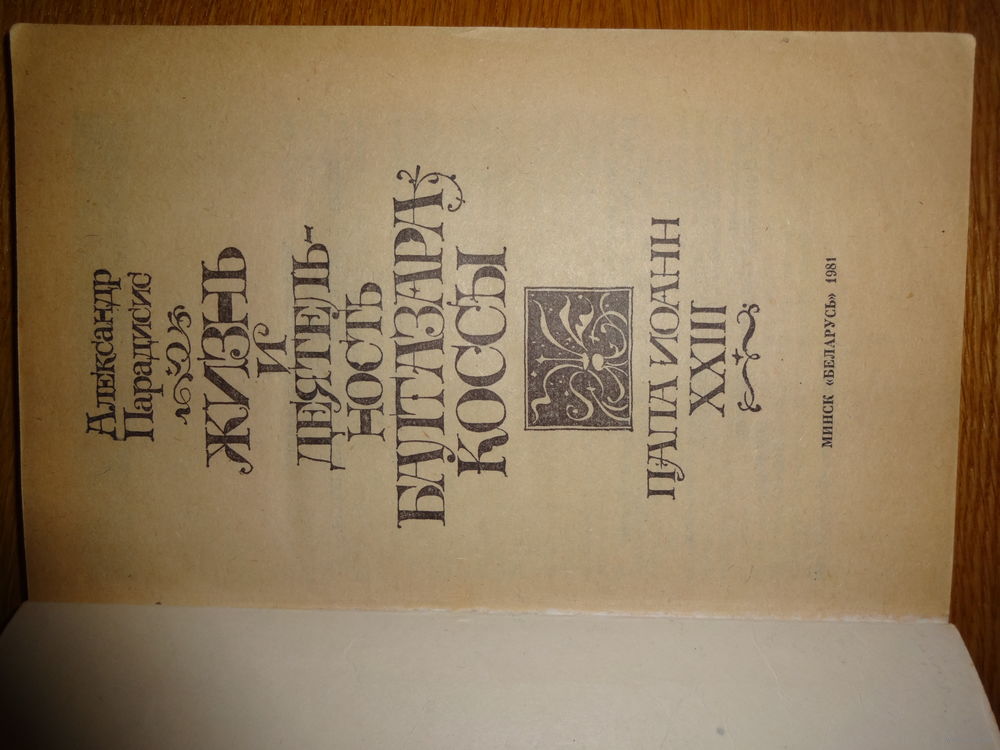 Александр
Парадисис
ЖИЗНЬ
И
ДЕЯТЕЛЬ-
НОСТЬ
БАЛТАЗАРА
КОССЫ
ПАПА ИОАНН
XXIII
МИНСК «БЕЛАРУСЬ» 1981